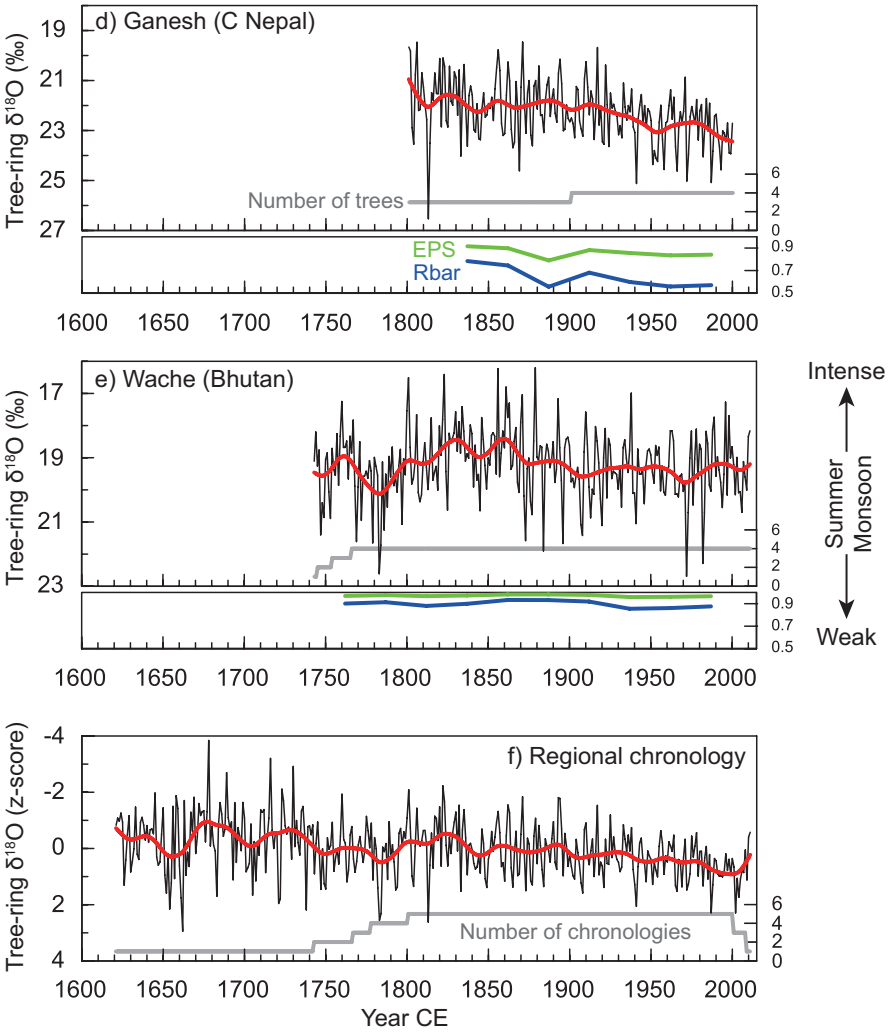 d) Ganesh (C Nepal)
Tree-ring δ18O (‰)
19
21
23
25
27
Number of trees
6
4
2
0
EPS
Rbar
0.9
0.7
0.5
1600 1650 1700 1750 1800 1850 1900 1950 2000
e) Wache (Bhutan)
Tree-ring δ18O (‰)
17
19
21
23
6
4
2
0
0.9
0.7
0.5
1600 1650 1700 1750 1800 1850 1900 1950 2000
Intense
Summer
Monsoon
Weak
f) Regional chronology
Tree-ring δ18O (z-score)
-4
-2
0
2
4
Number of chronologies
6
4
2
0
1600 1650 1700 1750 1800 1850 1900 1950 2000
Year CE